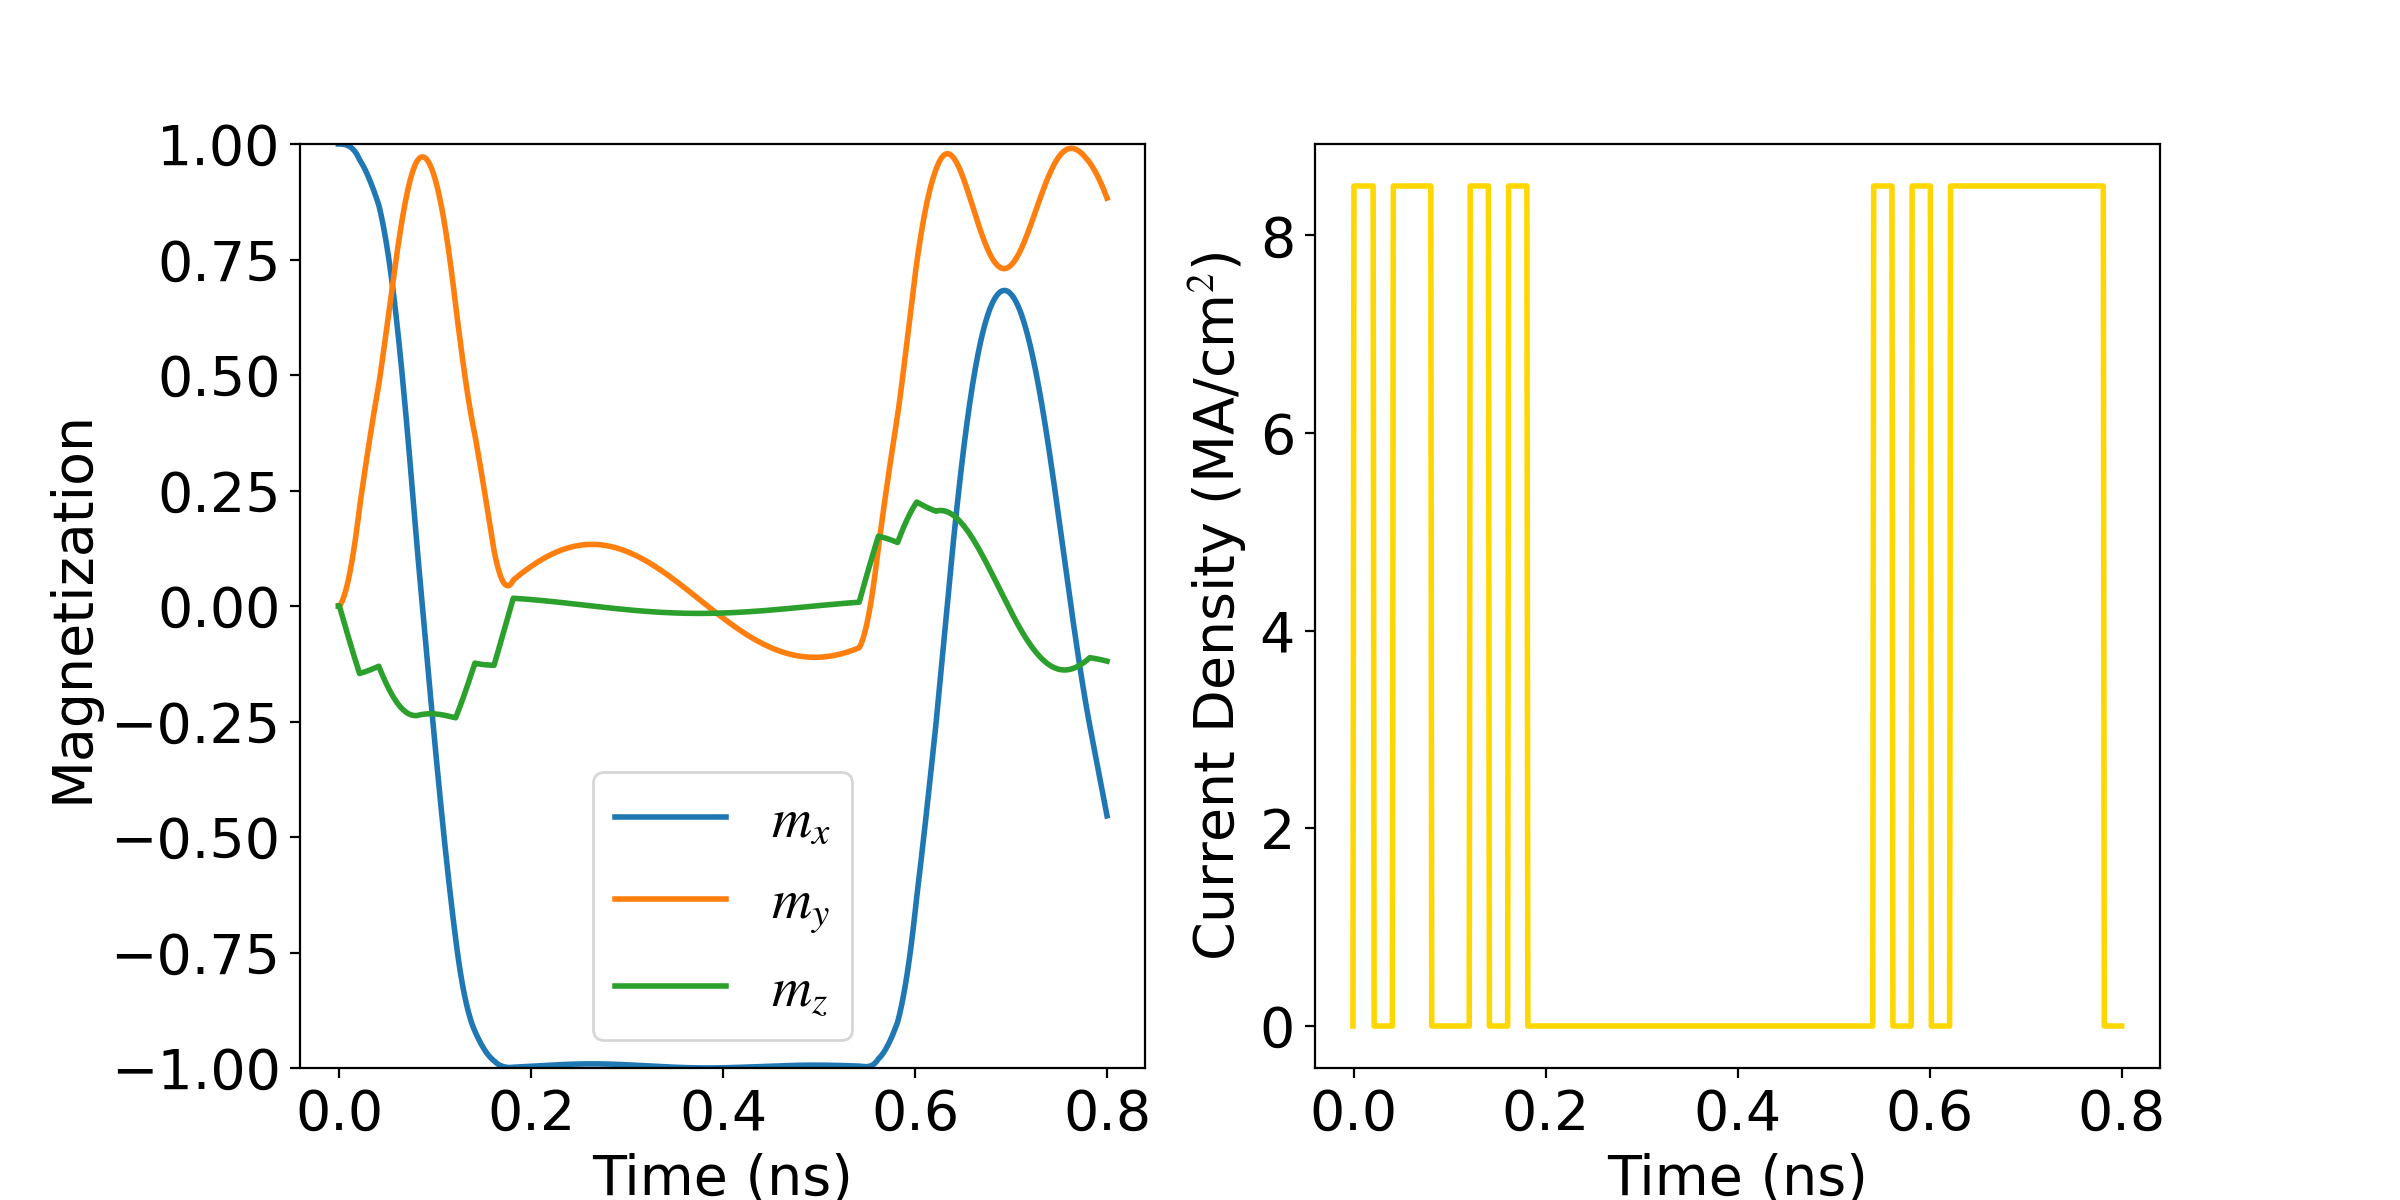 Magnetization
1.00
0.75
0.50
0.25
0.00
−0.25
−0.50
−0.75
−1.00
0.0 0.2 0.4 0.6 0.8
Time (ns)
m_x
m_y
m_z
Current Density (MA/cm²)
8
6
4
2
0
0.0 0.2 0.4 0.6 0.8
Time (ns)